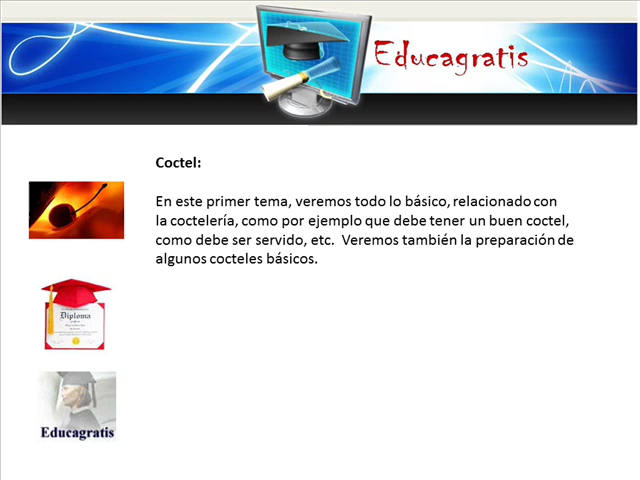 Educagratis
Coctel:
En este primer tema, veremos todo lo básico, relacionado con
la coctelería, como por ejemplo que debe tener un buen coctel,
como debe ser servido, etc.  Veremos también la preparación de
algunos cocteles básicos.
Diploma
Educagratis